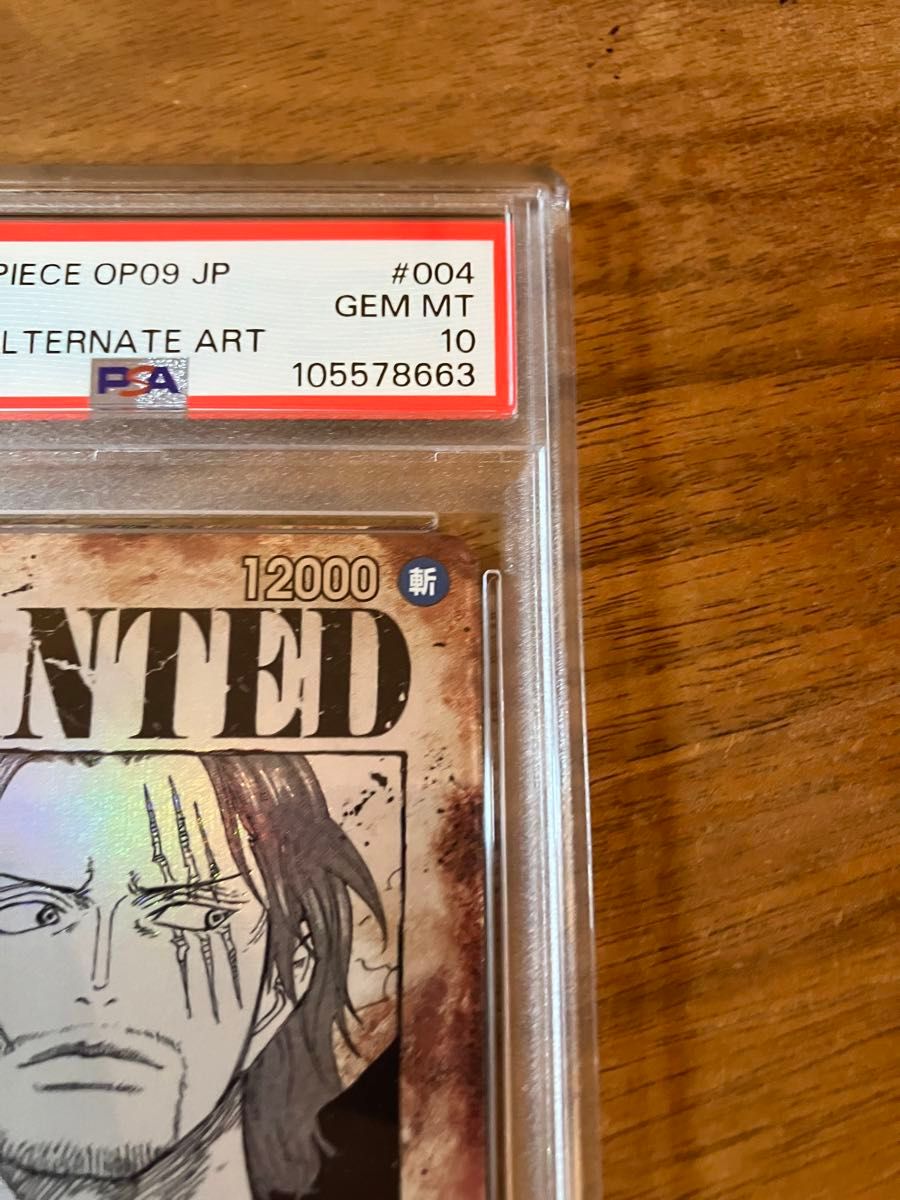 PIECE OP09 JP #004
GEM MT
LTERNATE ART 10
PSA 105578663
12000 斬
NTED